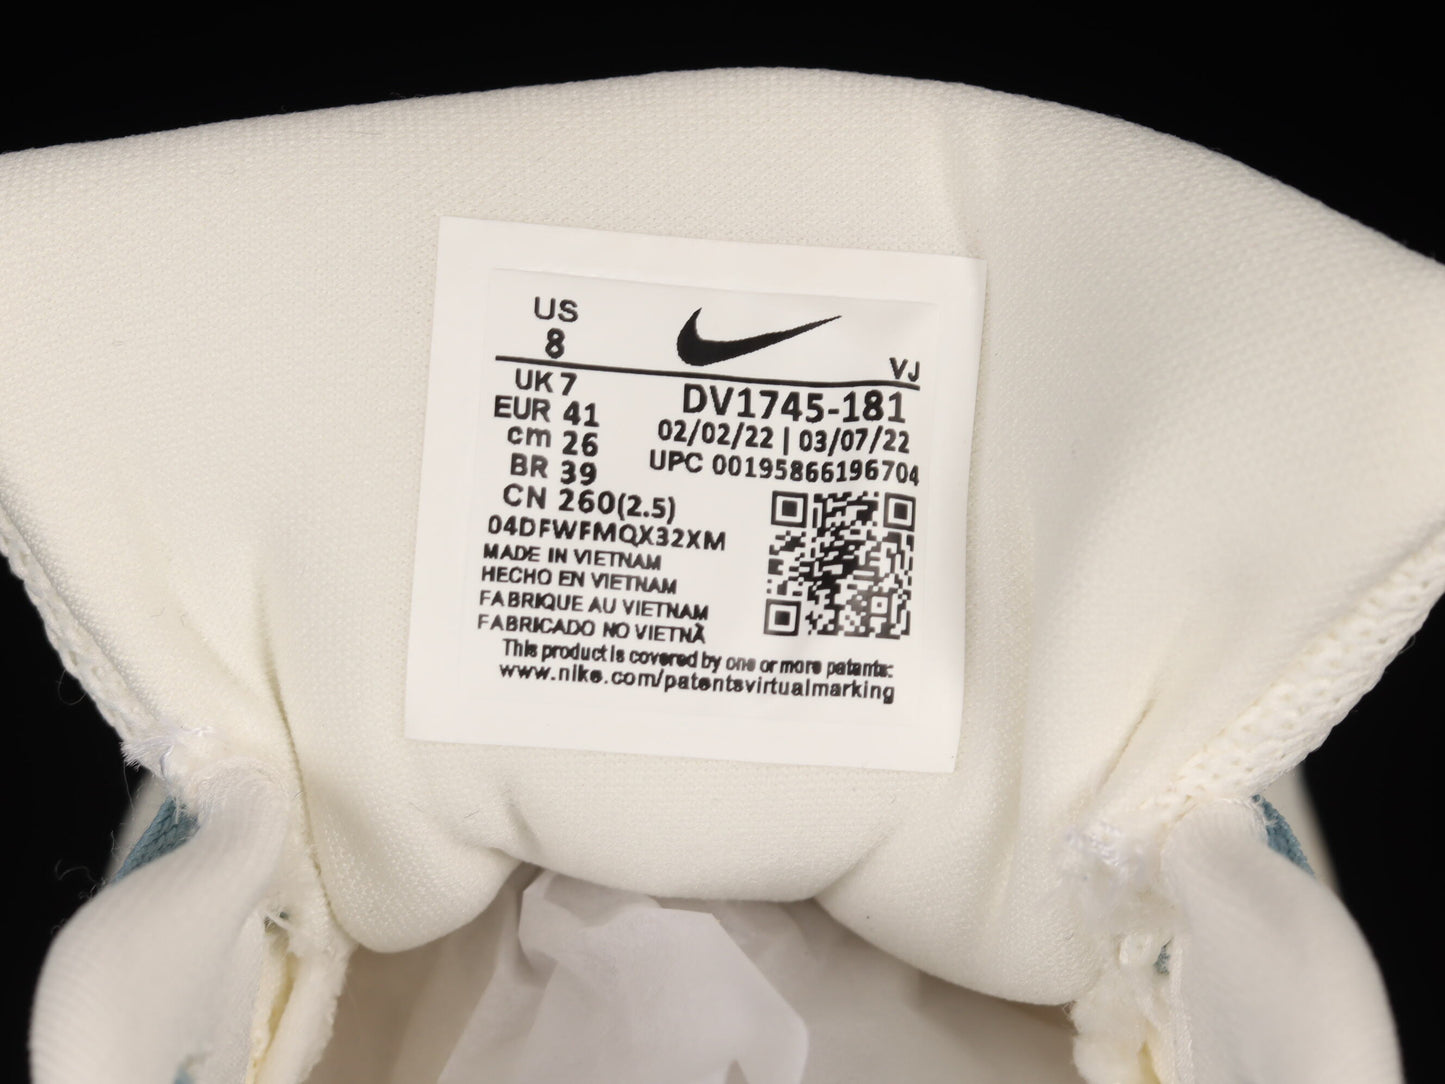 US
8
VJ
UK 7
EUR 41
cm 26
BR 39
CN 260(2.5)
DV1745-181
02/02/22 | 03/07/22
UPC 00195866196704
04DFWFMQX32XM
MADE IN VIETNAM
HECHO EN VIETNAM
FABRIQUE AU VIETNAM
FABRICADO NO VIETNÃ
This product is covered by one or more patents:
www.nike.com/patentsvirtualmarking